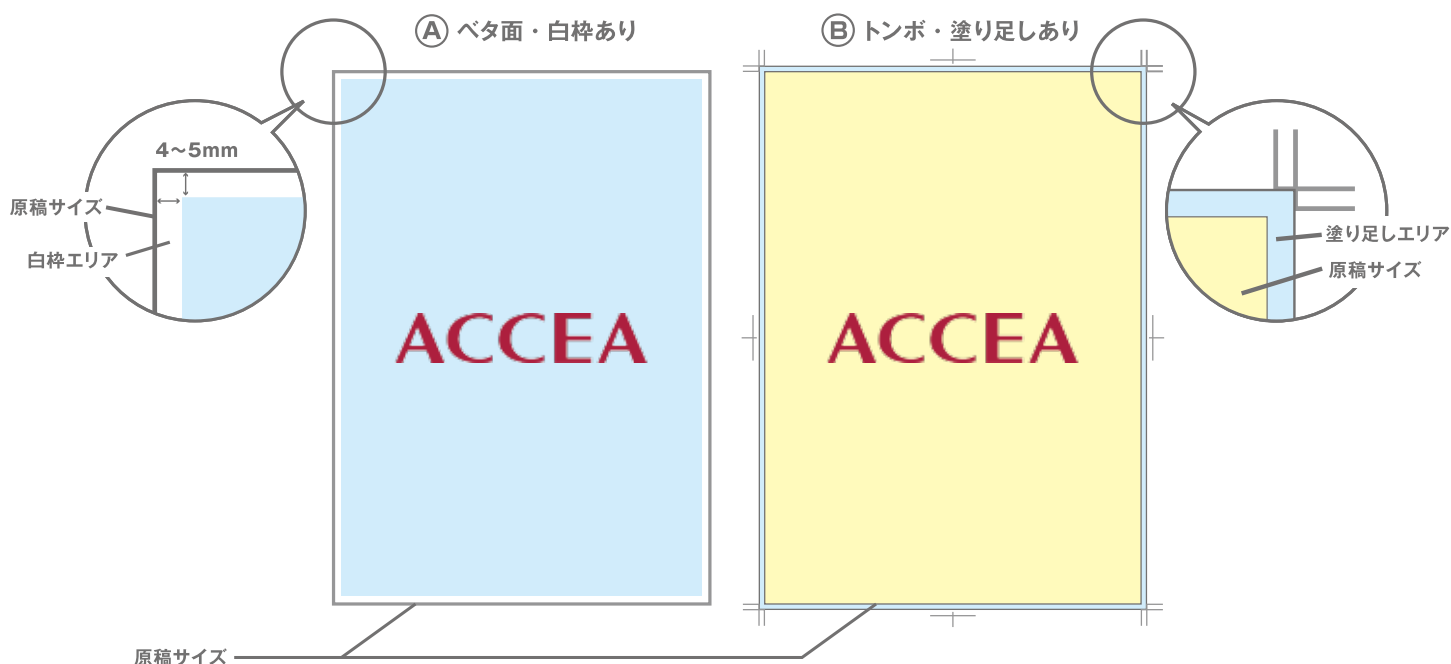 Ⓐ ベタ面・白枠あり
4〜5mm
原稿サイズ
白枠エリア
ACCEA
Ⓑ トンボ・塗り足しあり
塗り足しエリア
原稿サイズ
ACCEA
原稿サイズ